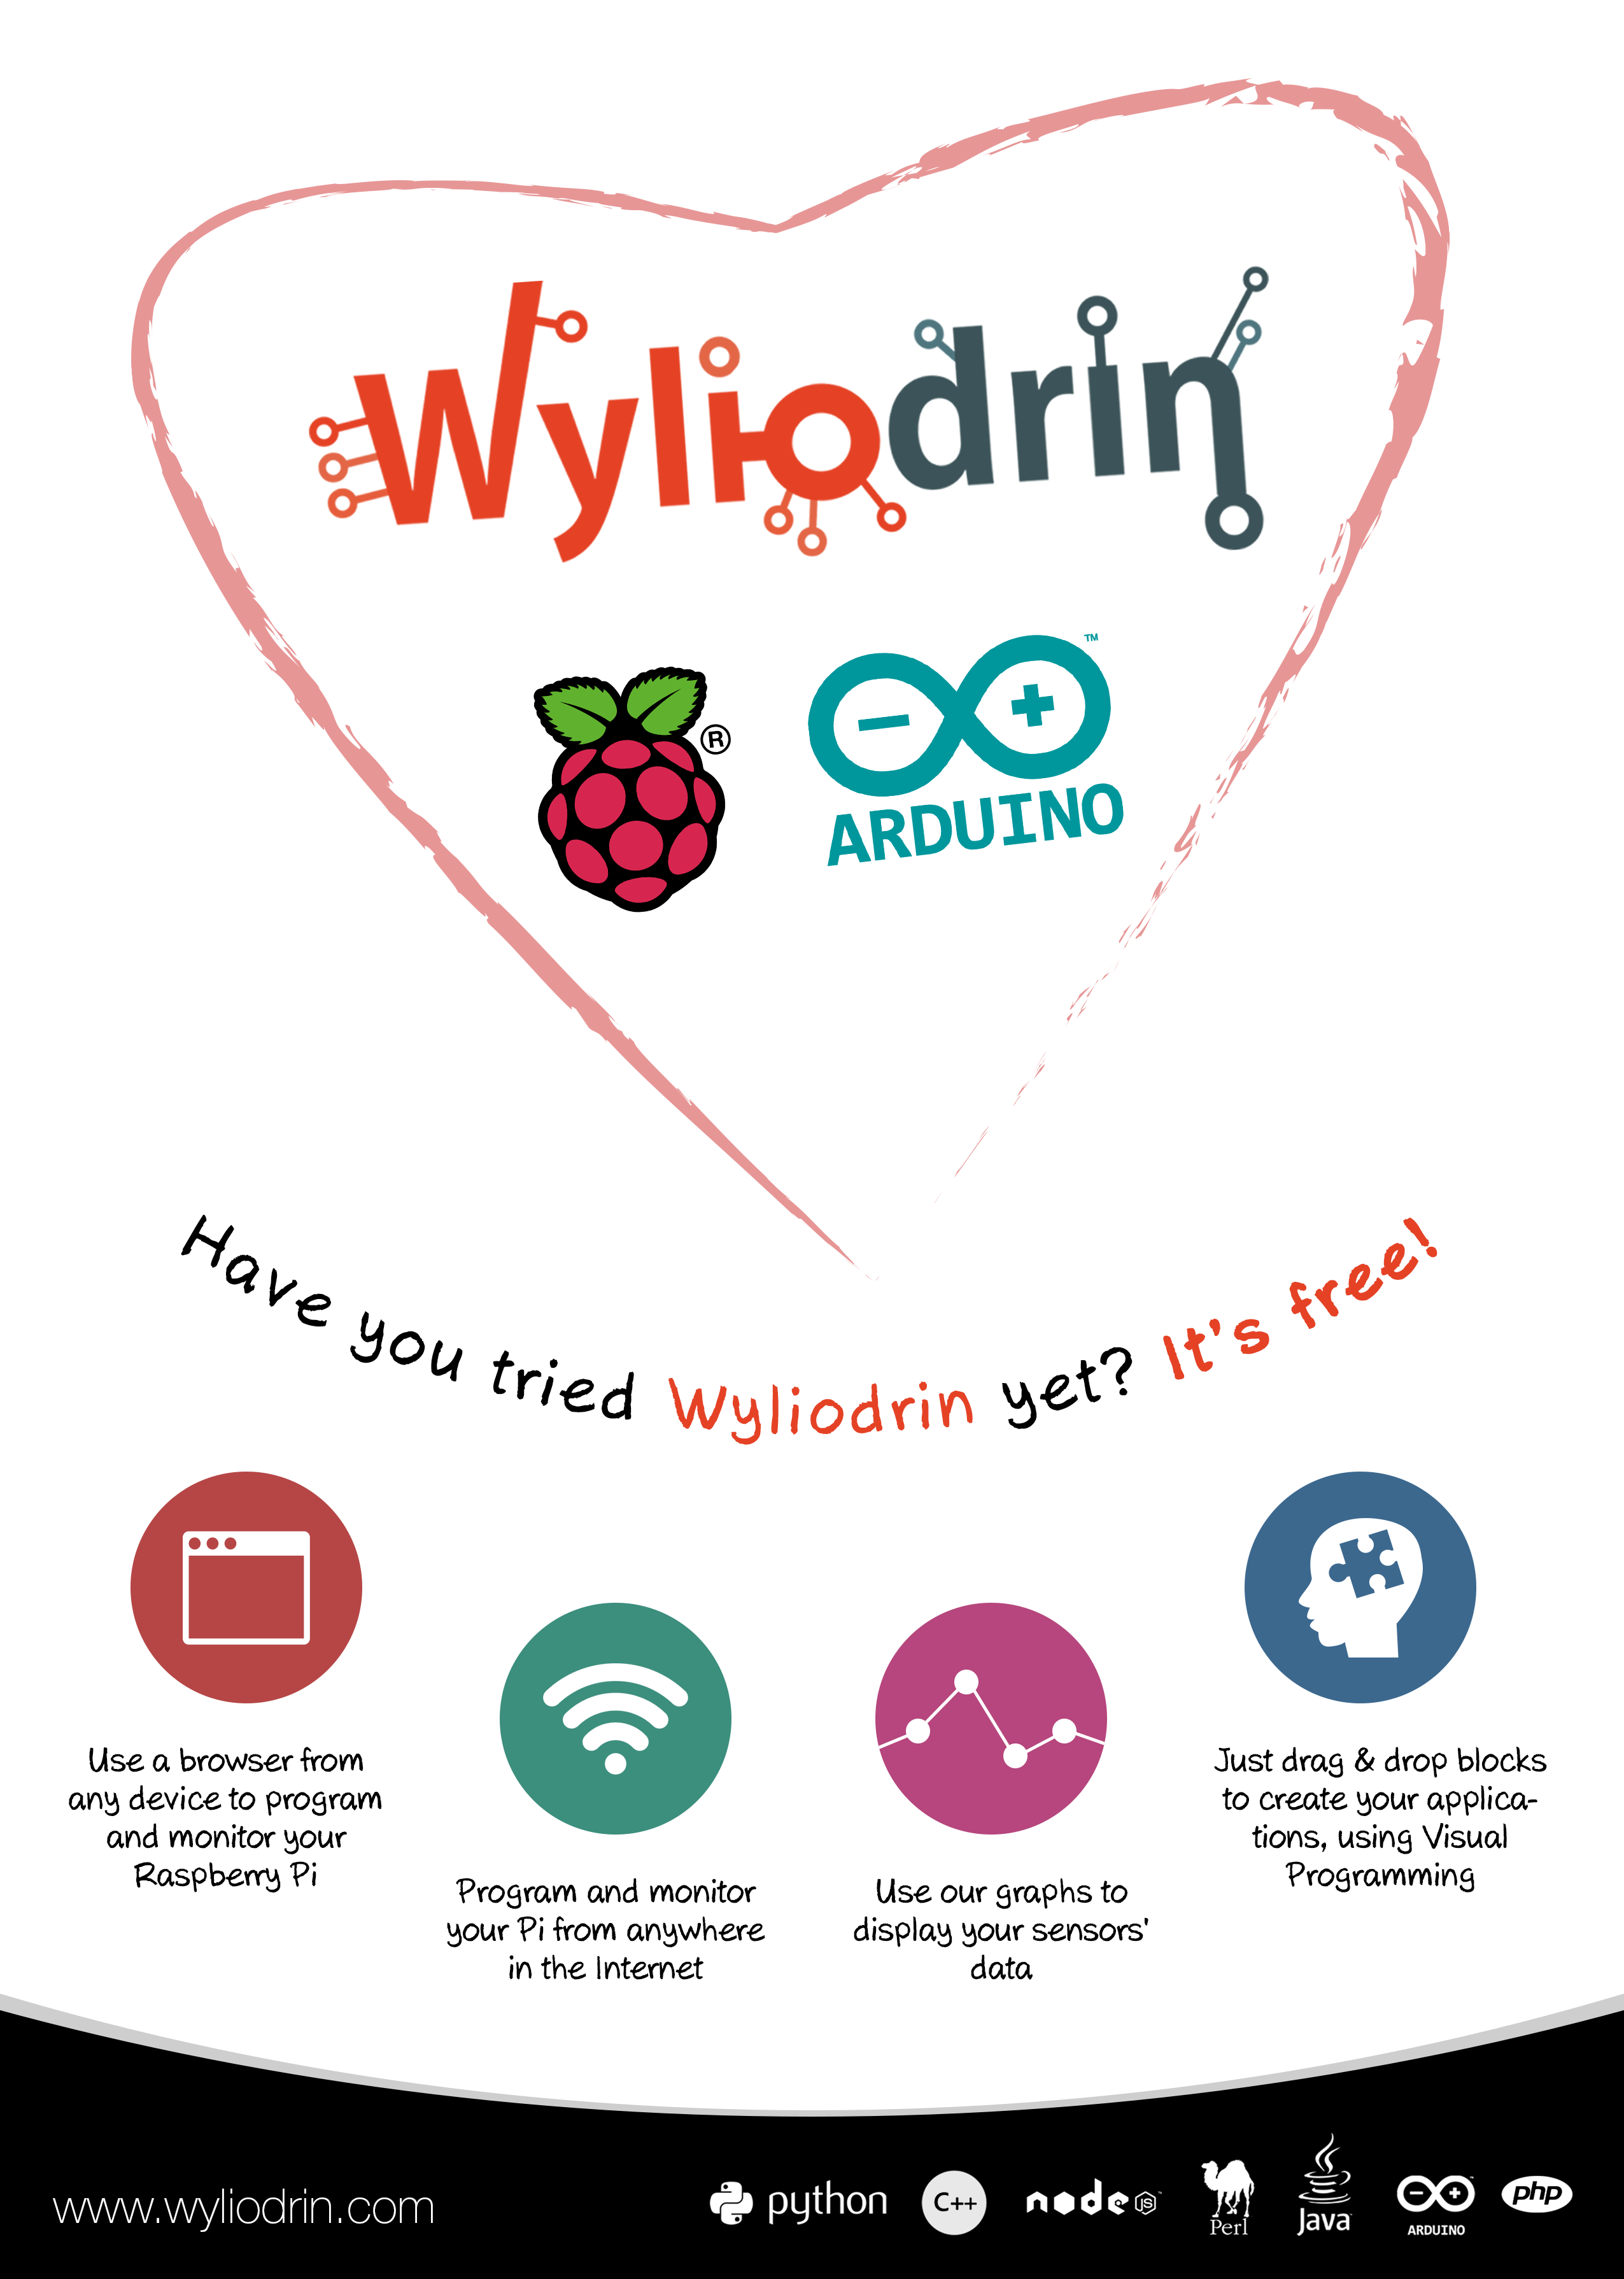 Wyliodrin
®
™
ARDUINO
Have you tried Wyliodrin yet? It's free!
Use a browser from
any device to program
and monitor your
Raspberry Pi
Program and monitor
your Pi from anywhere
in the Internet
Use our graphs to
display your sensors'
data
Just drag & drop blocks
to create your applica-
tions, using Visual
Programming
www.wyliodrin.com
python
C++
node JS ™
Perl
Java
ARDUINO
php